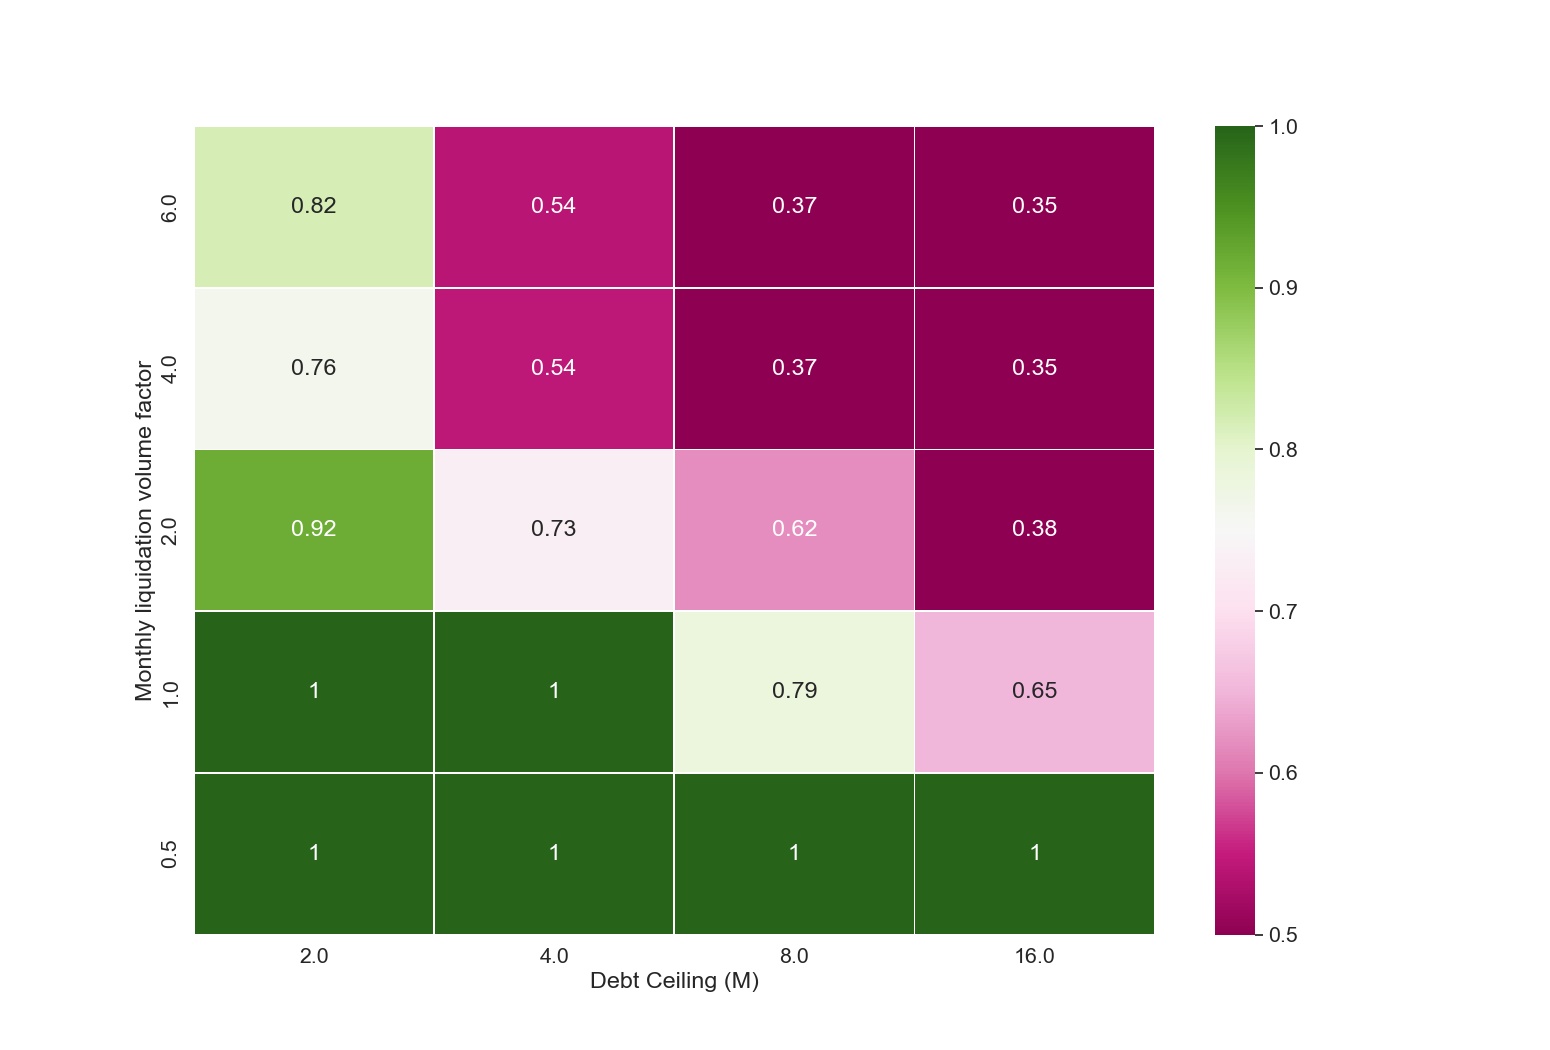 1.0
6.0 0.82 0.54 0.37 0.35
0.9
4.0 0.76 0.54 0.37 0.35
0.8
Monthly liquidation volume factor
2.0 0.92 0.73 0.62 0.38
0.7
1.0 1 1 0.79 0.65
0.6
0.5 1 1 1 1
0.5
2.0 4.0 8.0 16.0
Debt Ceiling (M)